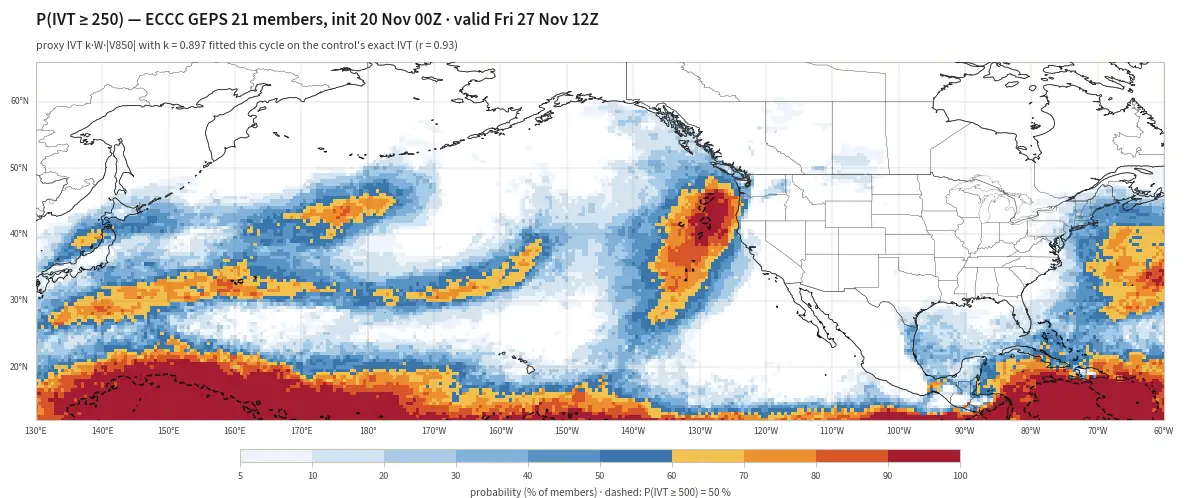 P(IVT ≥ 250) — ECCC GEPS 21 members, init 20 Nov 00Z · valid Fri 27 Nov 12Z
proxy IVT k·W·|V850| with k = 0.897 fitted this cycle on the control's exact IVT (r = 0.93)
60°N
50°N
40°N
30°N
20°N
130°E 140°E 150°E 160°E 170°E 180° 170°W 160°W 150°W 140°W 130°W 120°W 110°W 100°W 90°W 80°W 70°W 60°W
5 10 20 30 40 50 60 70 80 90 100
probability (% of members) · dashed: P(IVT ≥ 500) = 50 %